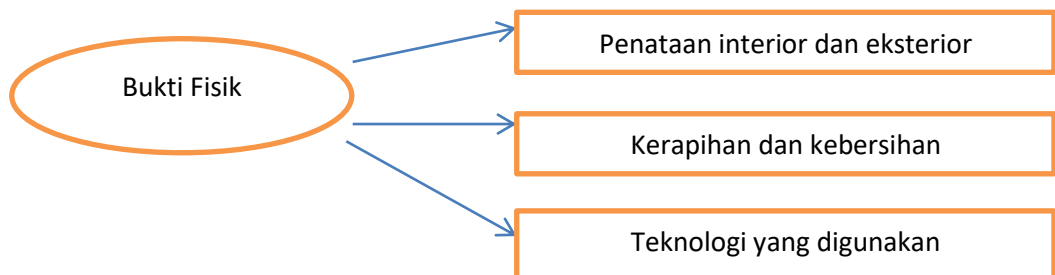 Bukti Fisik
Penataan interior dan eksterior
Kerapihan dan kebersihan
Teknologi yang digunakan